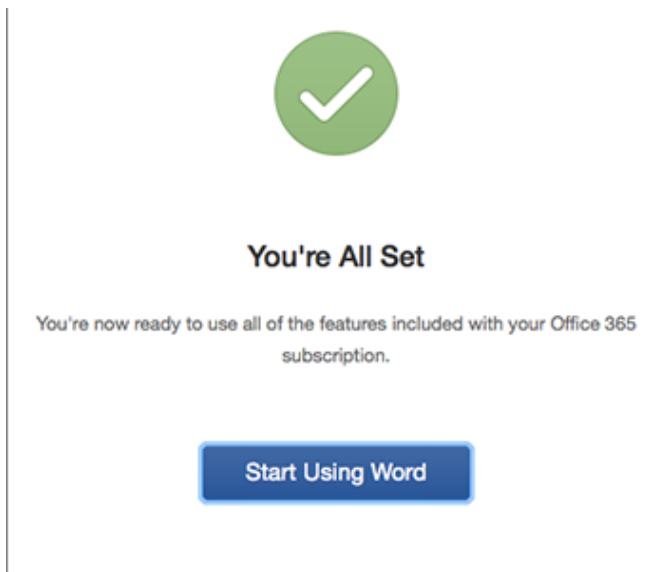 You're All Set
You're now ready to use all of the features included with your Office 365
subscription.
Start Using Word